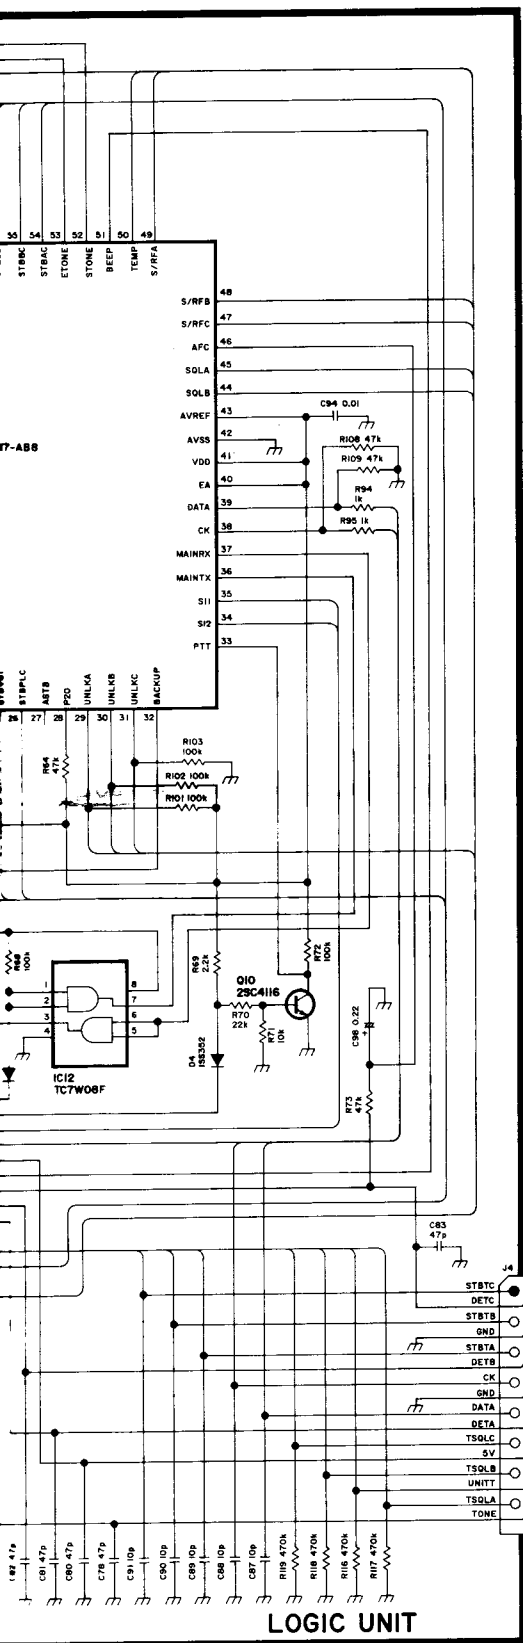 55 54 53 52 51 50 49
STBBC STBAC ETONE STONE BEEP TEMP S/RFA
S/RFB 48
S/RFC 47
AFC 46
SQLA 45
SQLB 44
AVREF 43
C94 0.01
AVSS 42
R108 47k
17-AB8
VDD 41
R109 47k
EA 40
R94
1k
DATA 39
CK 38
R95 1k
MAINRX 37
MAINTX 36
SI1 35
SI2 34
PTT 33
STBPLC ASTB P20 UNLKA UNLKB UNLKC BACKUP
26 27 28 29 30 31 32
R64
47k
R103
100k
R102 100k
R101 100k
R68
100k
R69
2.2k
R72
100k
Q10
2SC4116
1 8
2 7
3 6
4 5
R70
22k
R71
10k
C98 0.22
D4
1SS352
IC12
TC7W08F
R73
47k
C83
47p
J4
STBTC
DETC
STBTB
GND
STBTA
DETB
CK
GND
DATA
DETA
TSQLC
5V
TSQLB
UNITT
TSQLA
TONE
C82 47p
C81 47p
C80 47p
C78 47p
C91 10p
C90 10p
C89 10p
C88 10p
C87 10p
R119 470k
R118 470k
R116 470k
R117 470k
LOGIC UNIT